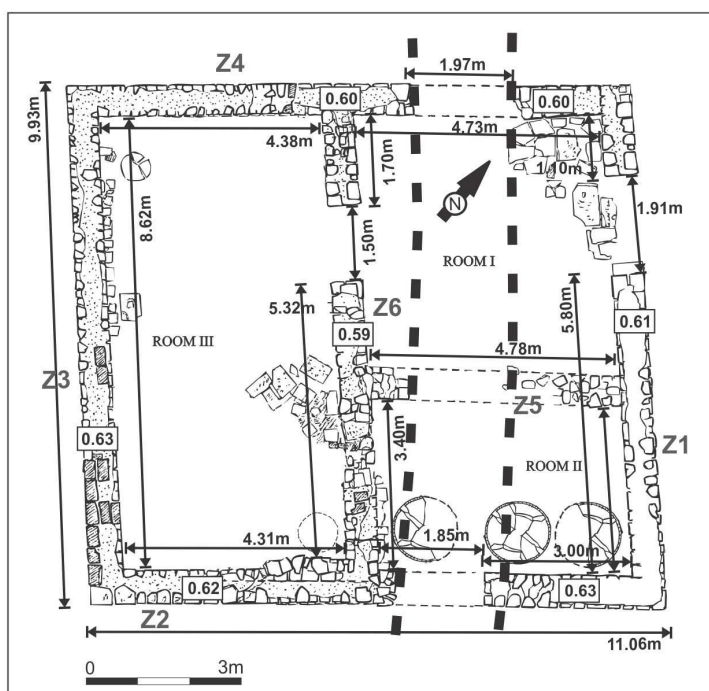 1.97m
Z4
0.60
0.60
9.93m
4.38m
4.73m
1.10m
1.70m
N
1.91m
8.62m
1.50m
ROOM I
5.32m
Z6
5.80m
0.59
0.61
ROOM III
4.78m
Z3
Z5
Z1
0.63
3.40m
ROOM II
4.31m
1.85m
3.00m
0.62
0.63
Z2
11.06m
0
3m